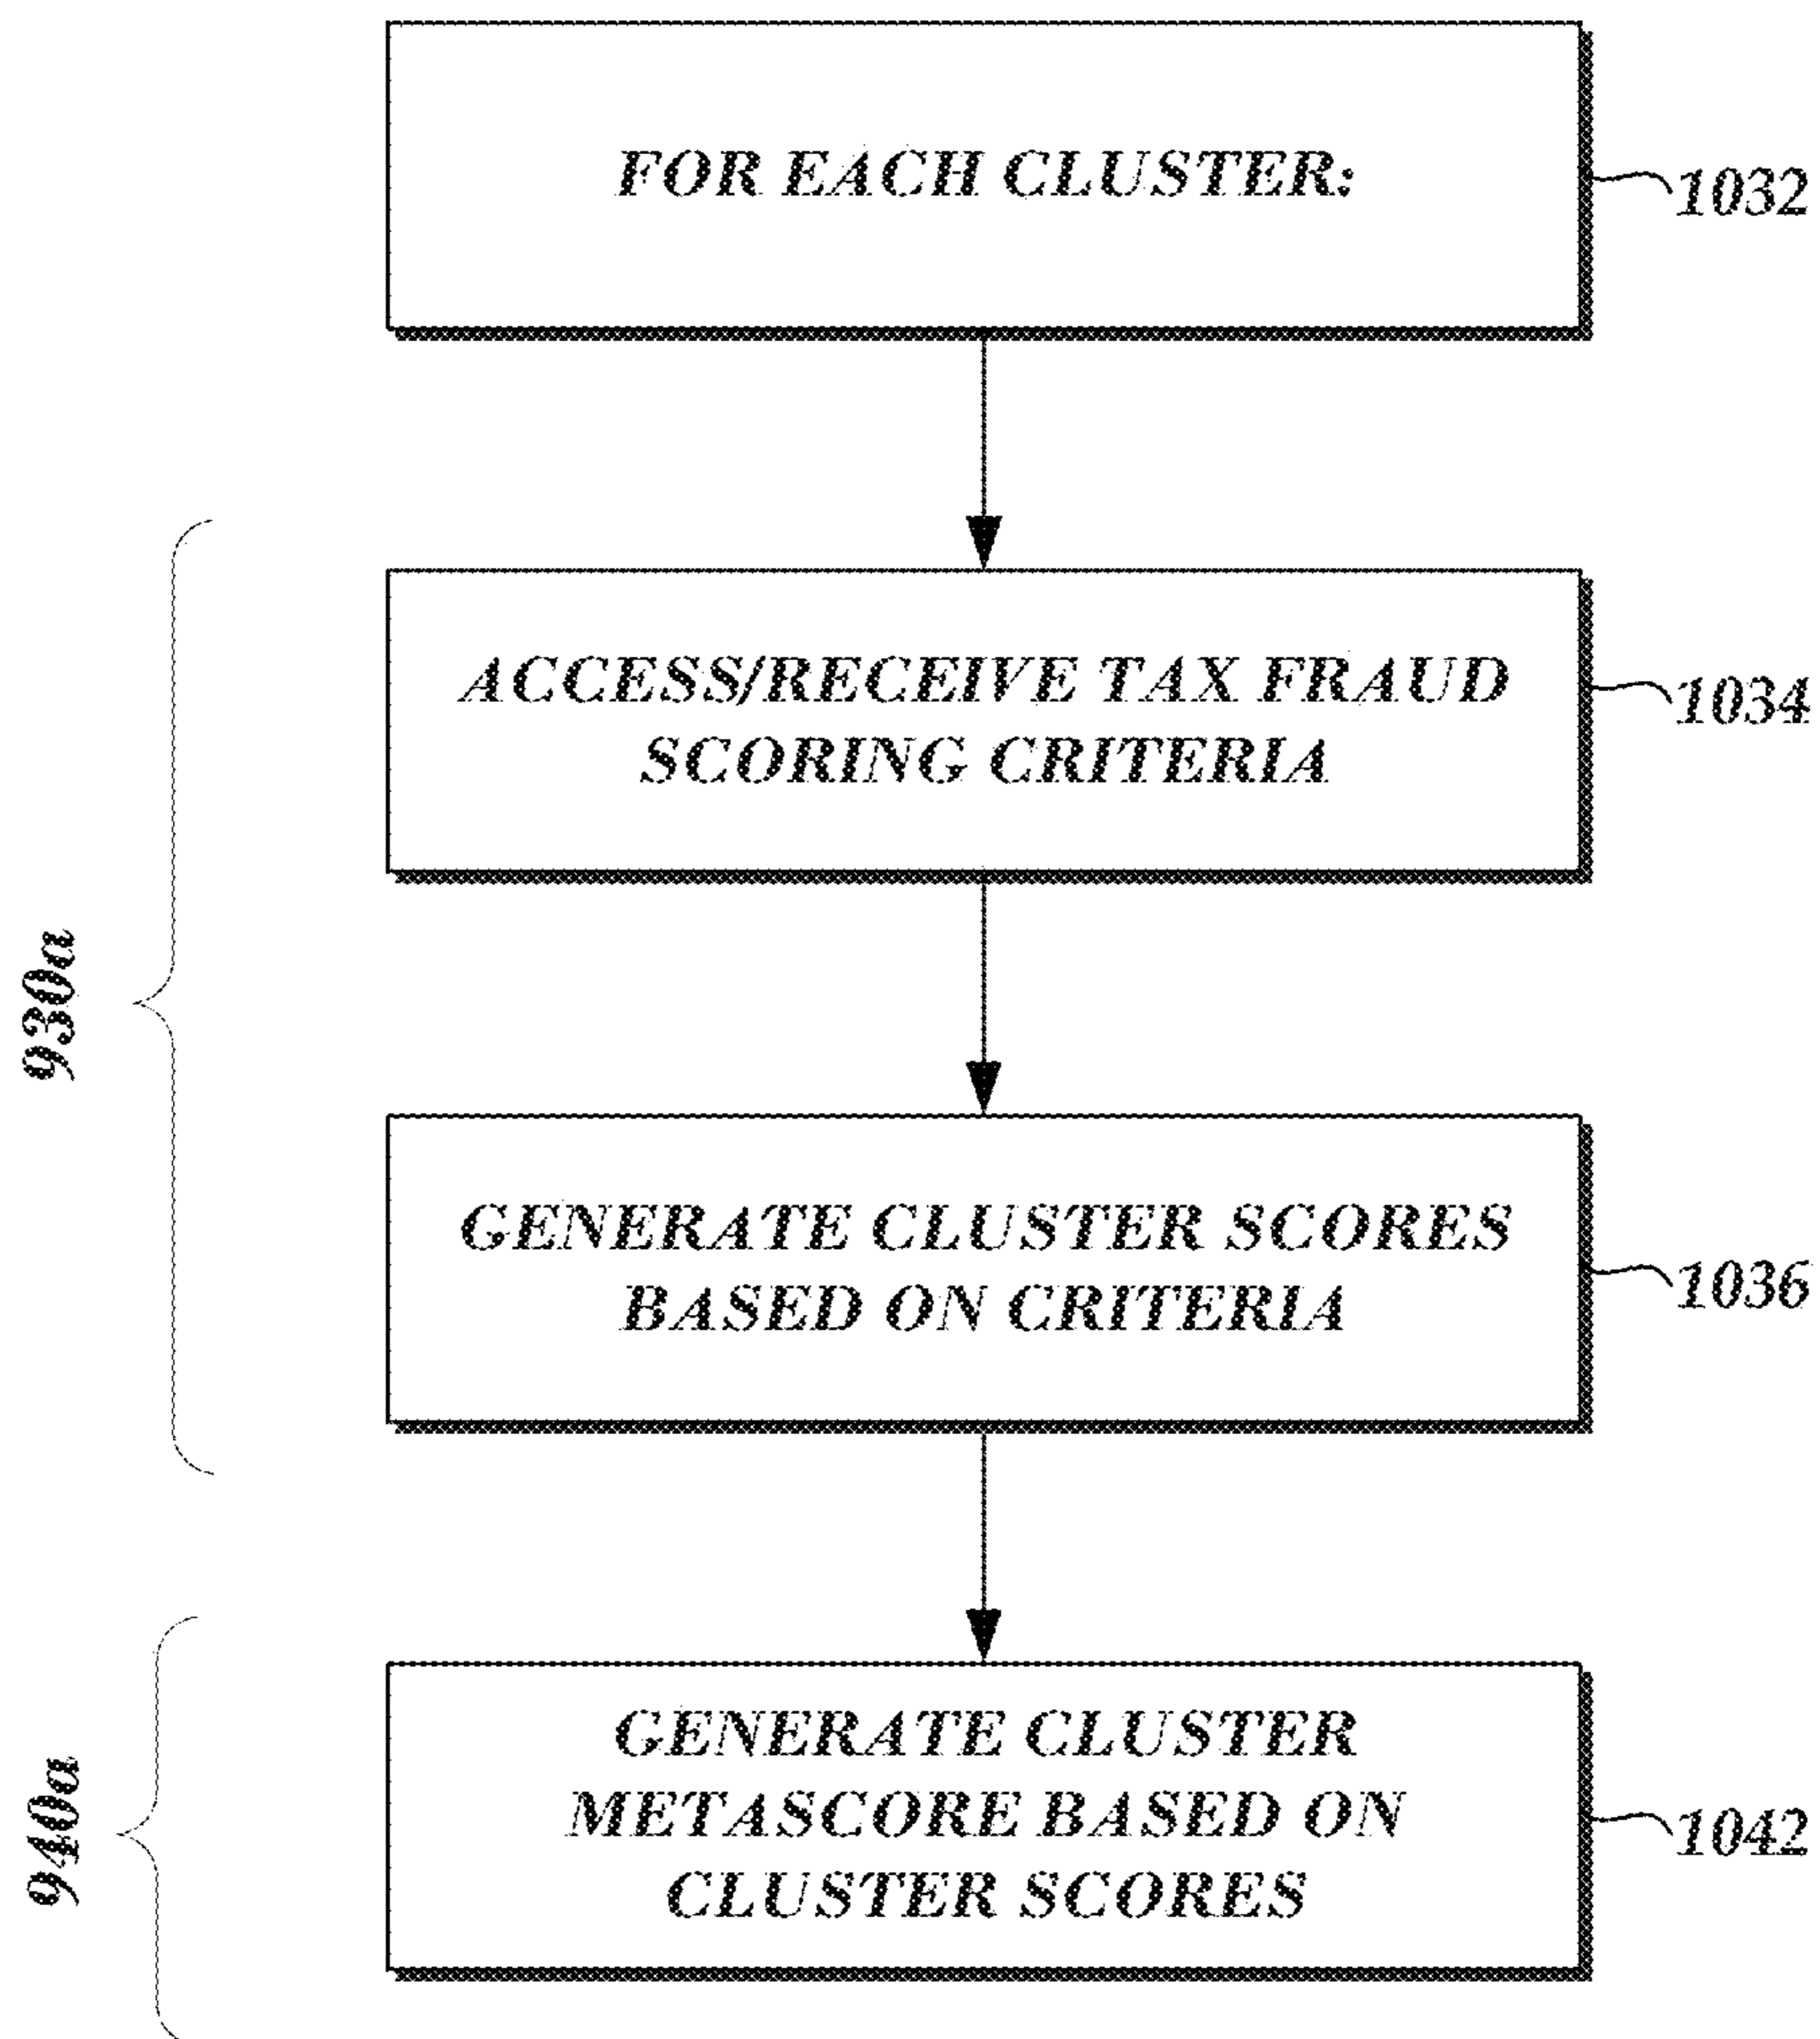 FOR EACH CLUSTER:
1032
930a
ACCESS/RECEIVE TAX FRAUD
SCORING CRITERIA
1034
GENERATE CLUSTER SCORES
BASED ON CRITERIA
1036
940a
GENERATE CLUSTER
METASCORE BASED ON
CLUSTER SCORES
1042